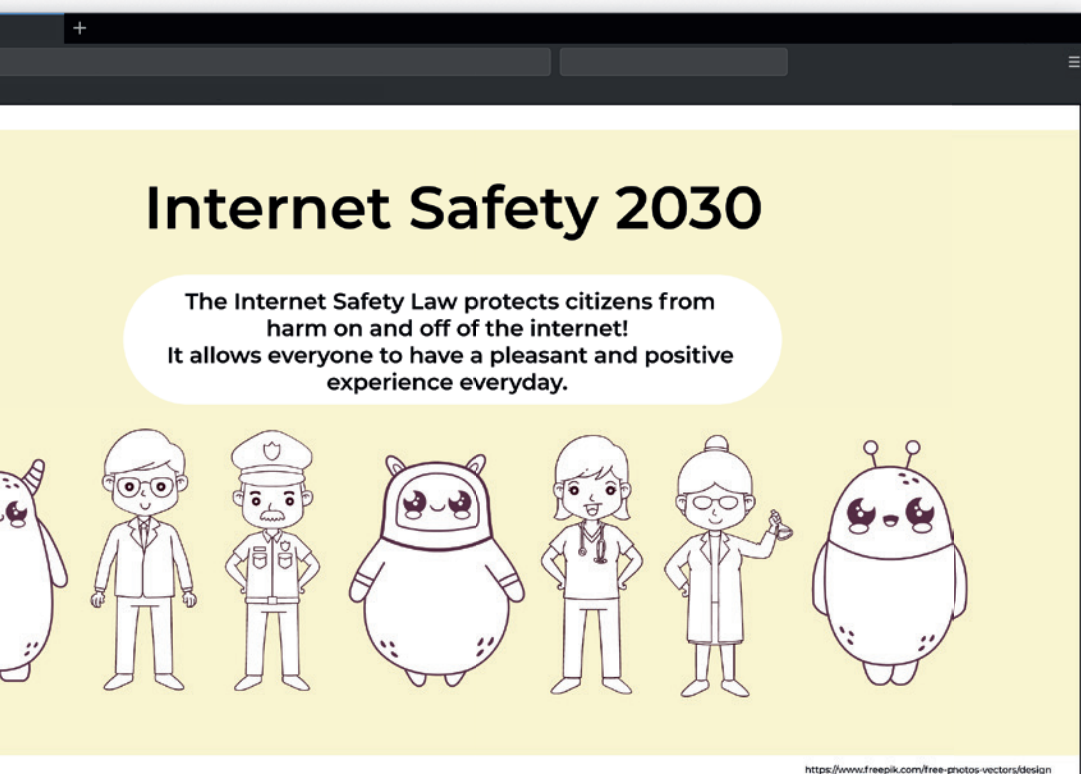 Internet Safety 2030
The Internet Safety Law protects citizens from
harm on and off of the internet!
It allows everyone to have a pleasant and positive
experience everyday.
https://www.freepik.com/free-photos-vectors/design